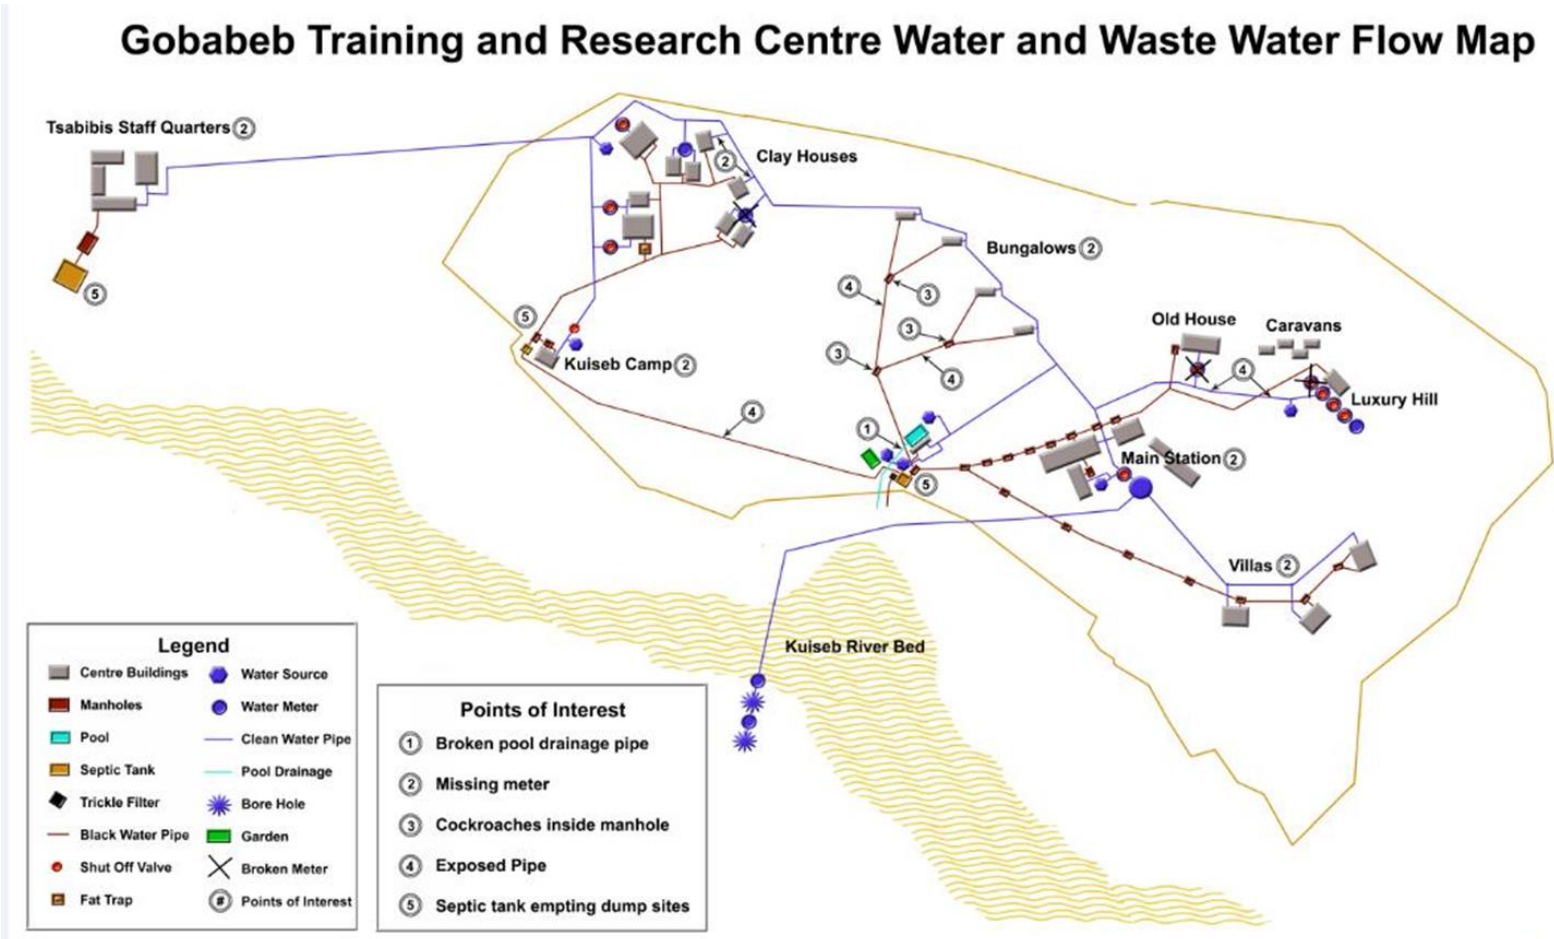 Gobabeb Training and Research Centre Water and Waste Water Flow Map
Tsabibis Staff Quarters 2
5
2
Clay Houses
Bungalows 2
4
3
3
3
4
5
Kuiseb Camp 2
4
1
5
Old House
Caravans
4
Luxury Hill
Main Station 2
Villas 2
Kuiseb River Bed
Legend
Centre Buildings
Water Source
Manholes
Water Meter
Pool
Clean Water Pipe
Septic Tank
Pool Drainage
Trickle Filter
Bore Hole
Black Water Pipe
Garden
Shut Off Valve
Broken Meter
Fat Trap
# Points of Interest
Points of Interest
1 Broken pool drainage pipe
2 Missing meter
3 Cockroaches inside manhole
4 Exposed Pipe
5 Septic tank empting dump sites